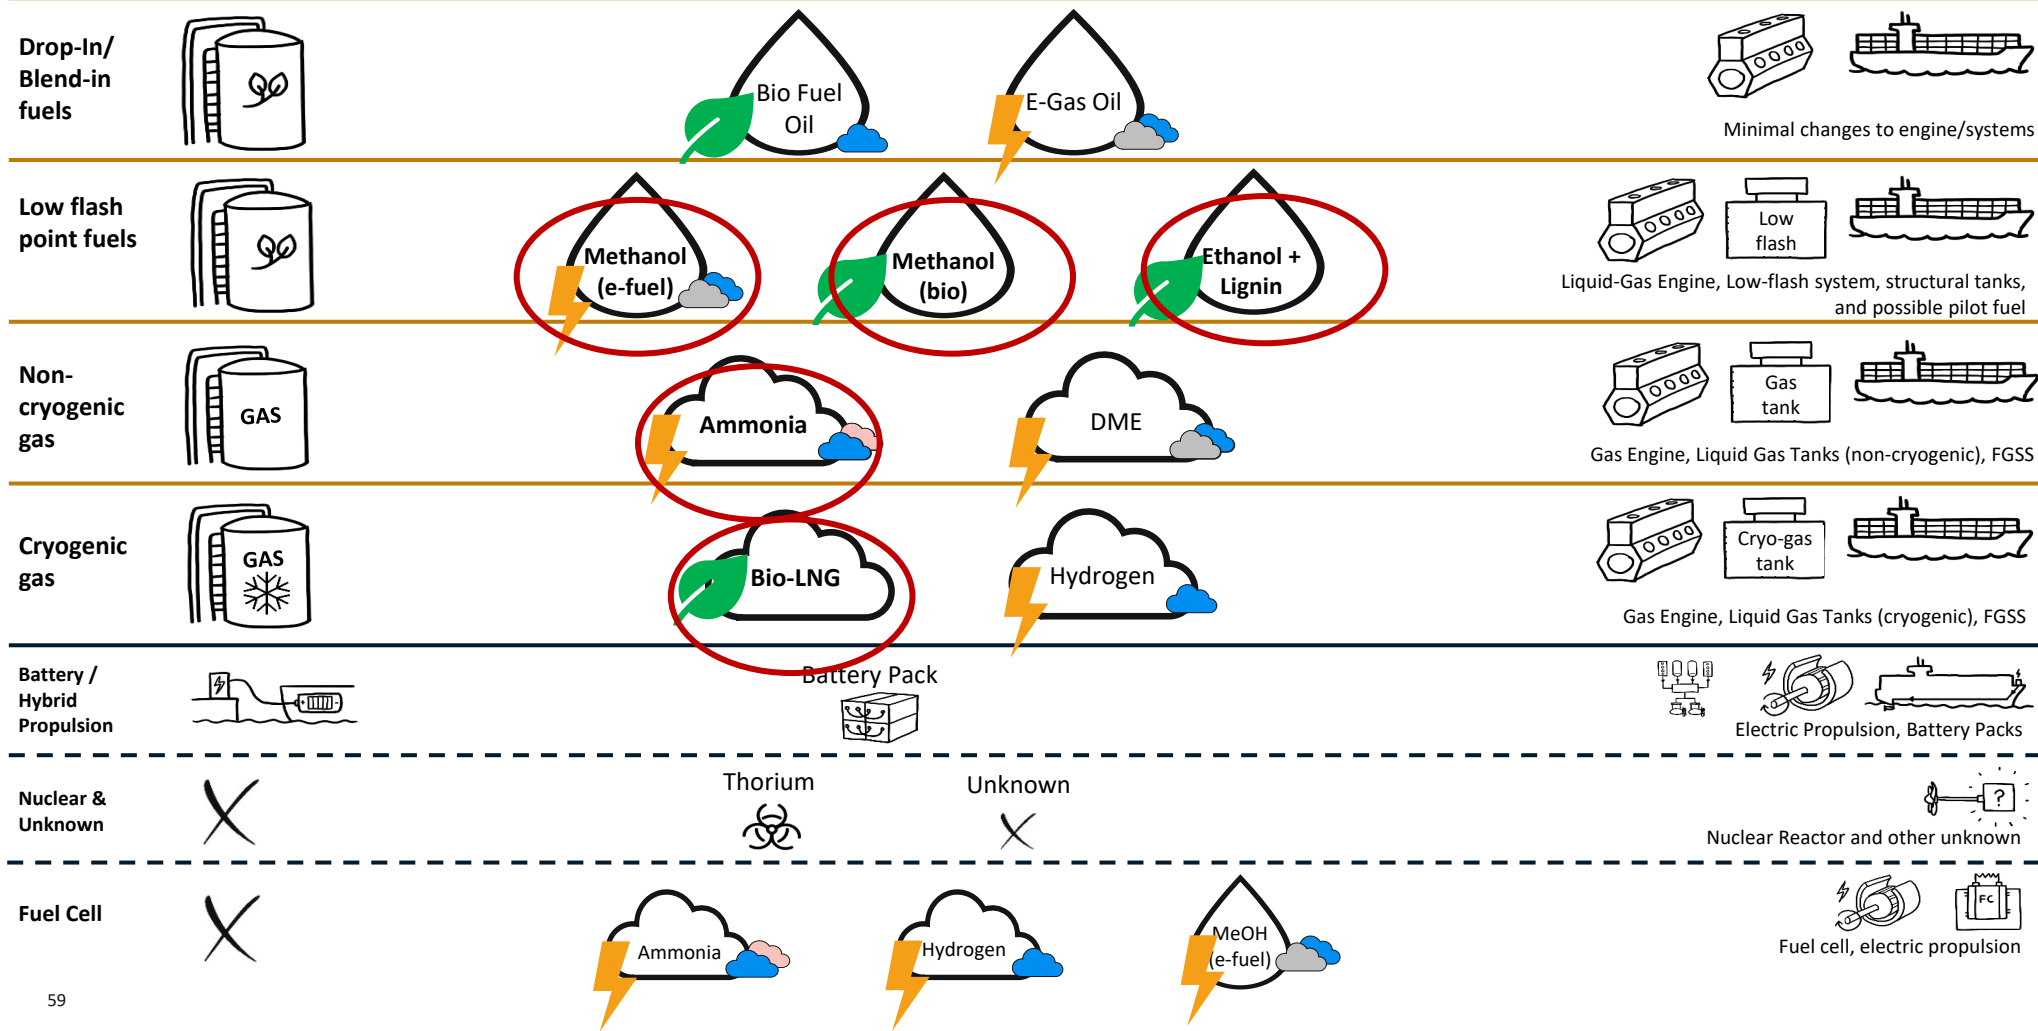 Drop-In/
Blend-in
fuels
Bio Fuel
Oil
E-Gas Oil
Minimal changes to engine/systems
Low flash
point fuels
Methanol
(e-fuel)
Methanol
(bio)
Ethanol +
Lignin
Low
flash
Liquid-Gas Engine, Low-flash system, structural tanks,
and possible pilot fuel
Non-
cryogenic
gas
GAS
Ammonia
DME
Gas
tank
Gas Engine, Liquid Gas Tanks (non-cryogenic), FGSS
Cryogenic
gas
GAS
Bio-LNG
Hydrogen
Cryo-gas
tank
Gas Engine, Liquid Gas Tanks (cryogenic), FGSS
Battery /
Hybrid
Propulsion
Battery Pack
Electric Propulsion, Battery Packs
Nuclear &
Unknown
Thorium
Unknown
?
Nuclear Reactor and other unknown
Fuel Cell
Ammonia
Hydrogen
MeOH
(e-fuel)
FC
Fuel cell, electric propulsion
59